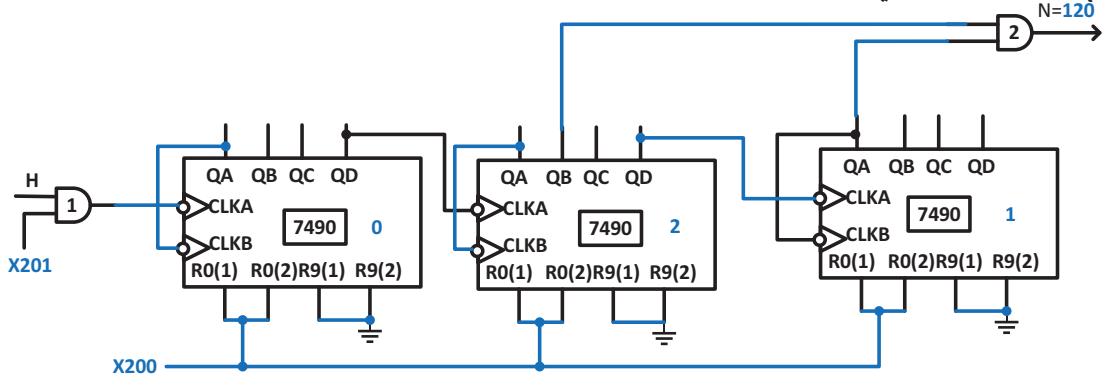 N=120
2
H
1
X201
QA QB QC QD
CLKA
7490 0
CLKB
R0(1) R0(2) R9(1) R9(2)
QA QB QC QD
CLKA
7490 2
CLKB
R0(1) R0(2) R9(1) R9(2)
QA QB QC QD
CLKA
7490 1
CLKB
R0(1) R0(2) R9(1) R9(2)
X200